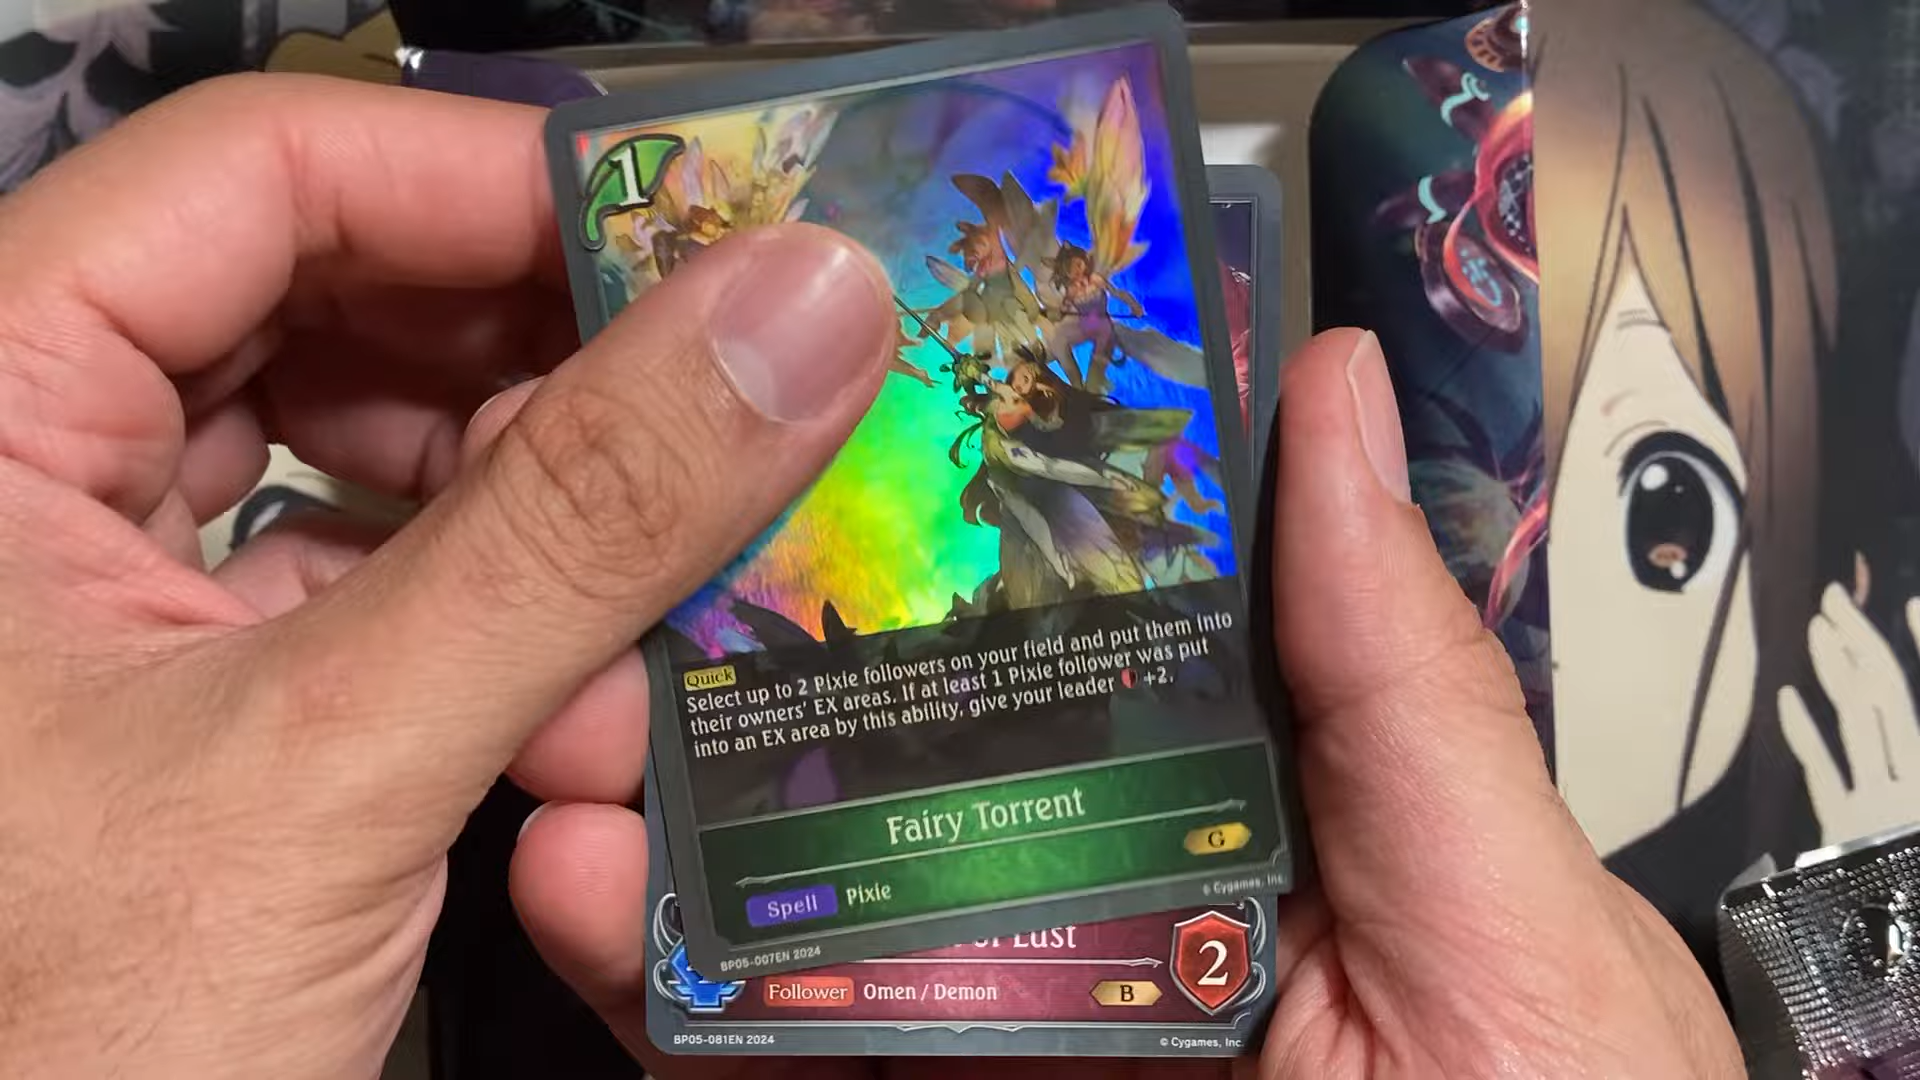 1
Quick
Select up to 2 Pixie followers on your field and put them into
their owners' EX areas. If at least 1 Pixie follower was put
into an EX area by this ability, give your leader +2.
Fairy Torrent
G
Spell Pixie
© Cygames, Inc.
BP05-007EN 2024
of Lust
2
Follower Omen / Demon
B
BP05-081EN 2024
© Cygames, Inc.